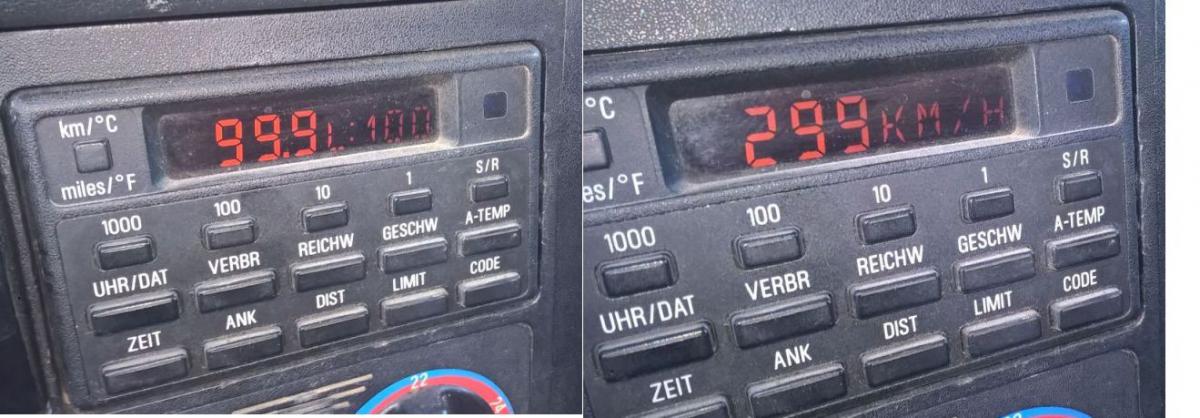 99.9L:100
km/°C
miles/°F
S/R
1000
100
10
1
A-TEMP
UHR/DAT
VERBR
REICHW
GESCHW
CODE
ZEIT
ANK
DIST
LIMIT
22
24
299KM/H
°C
es/°F
S/R
1000
100
10
1
A-TEMP
UHR/DAT
VERBR
REICHW
GESCHW
CODE
ZEIT
ANK
DIST
LIMIT